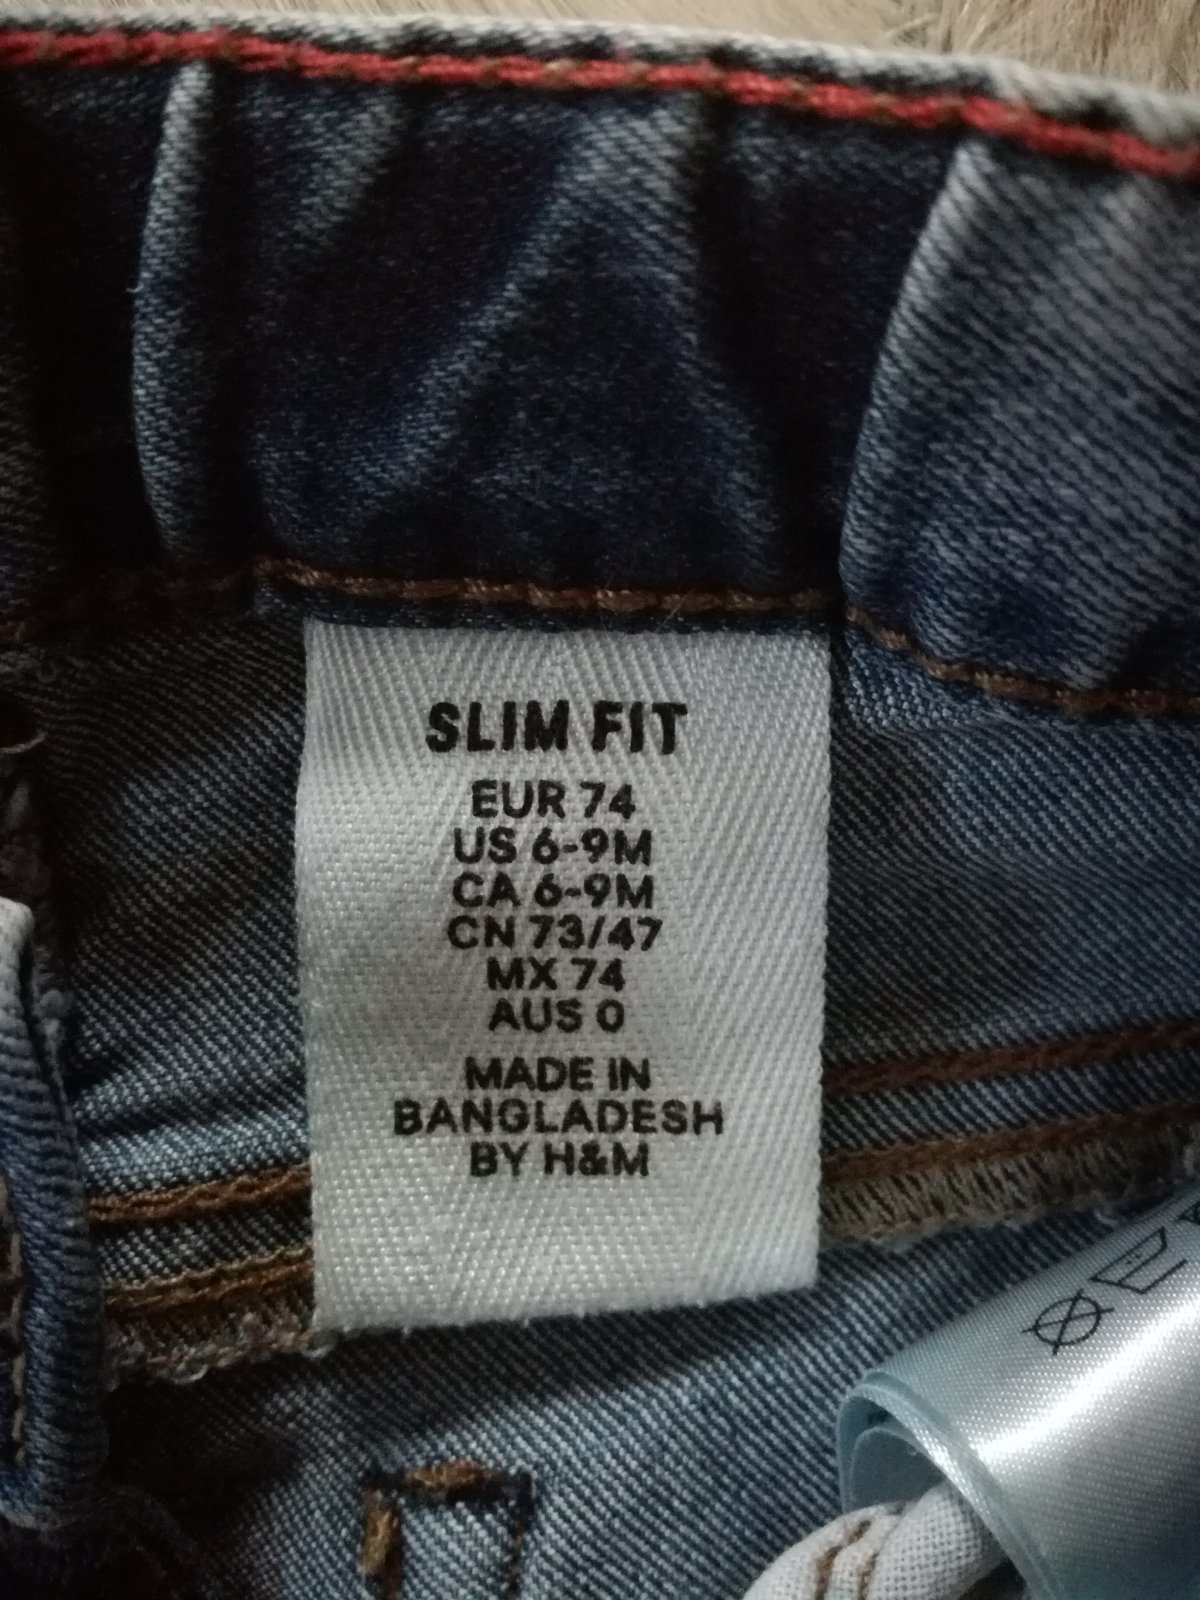 SLIM FIT
EUR 74
US 6-9M
CA 6-9M
CN 73/47
MX 74
AUS 0
MADE IN
BANGLADESH
BY H&M